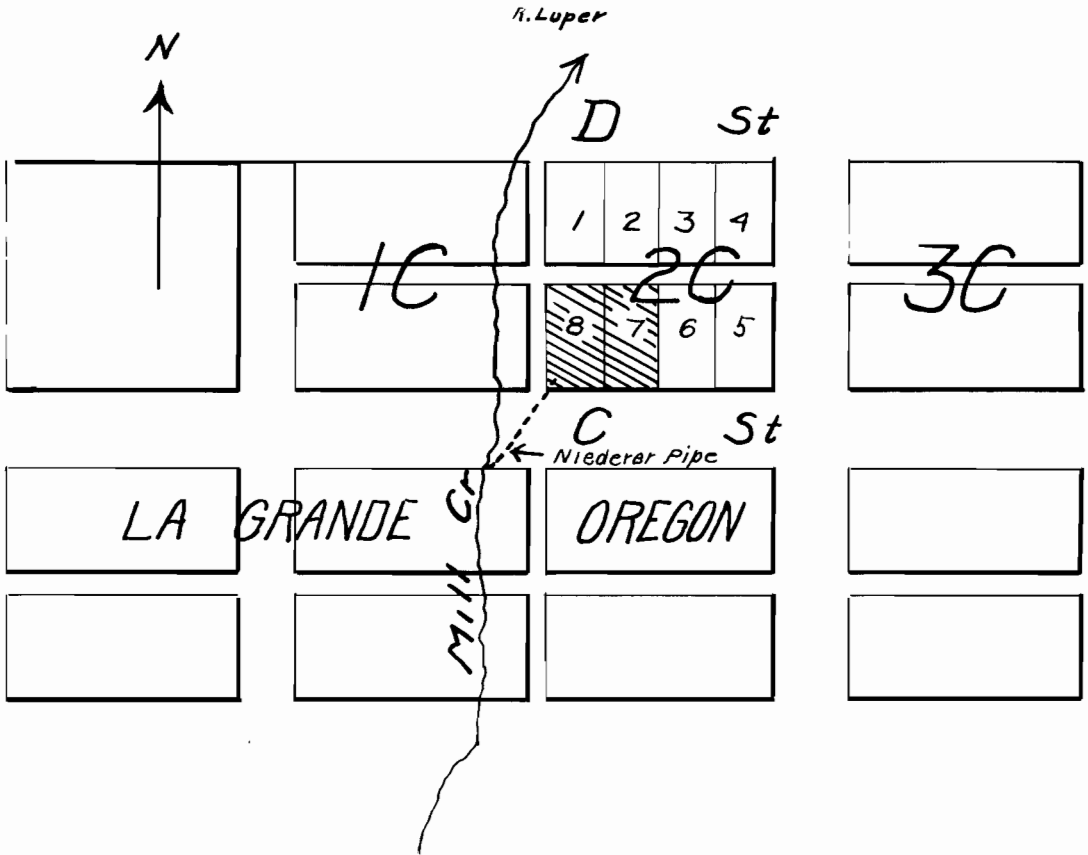 R. Luper
N
D St
1 2 3 4
1C 2C 3C
8 7 6 5
C St
Niederer Pipe
LA GRANDE OREGON
Mill Cr